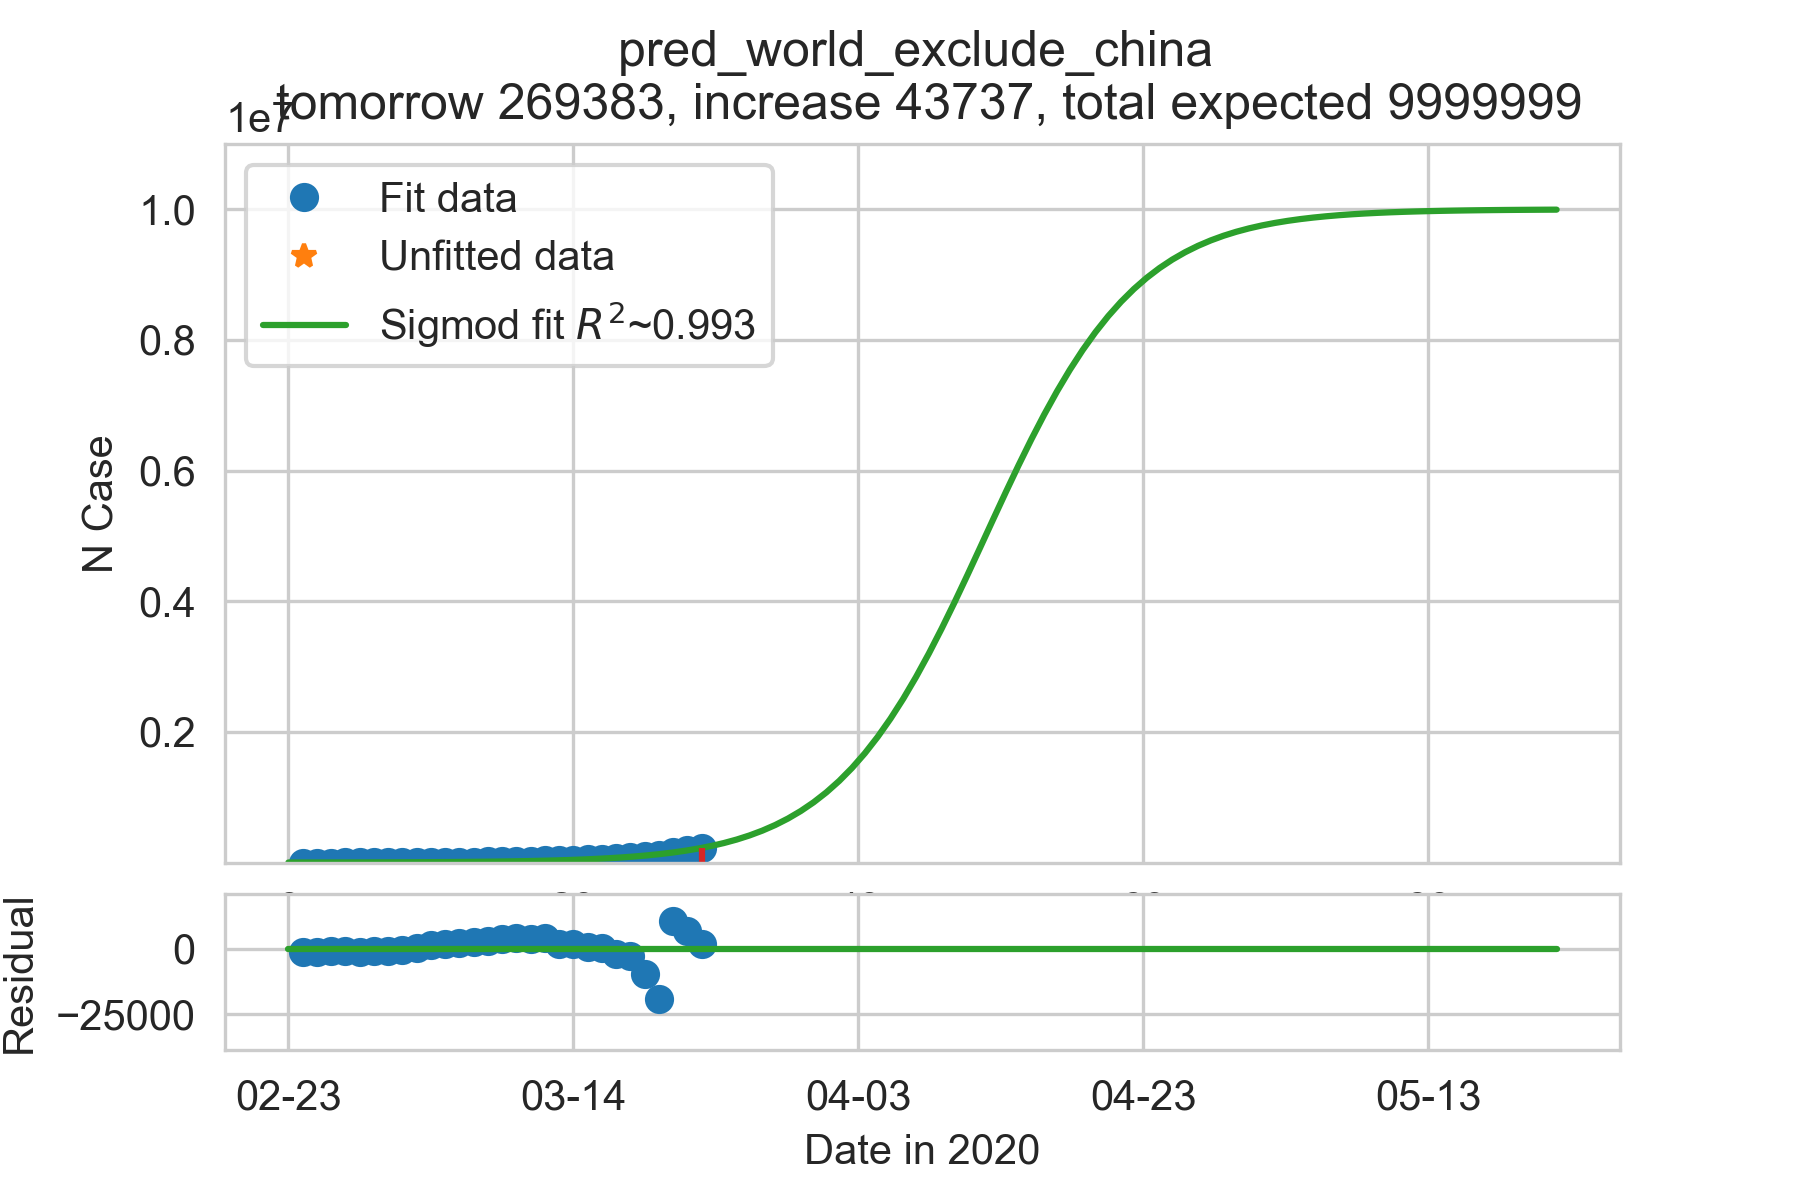 pred_world_exclude_china
tomorrow 269383, increase 43737, total expected 9999999
1e7
Fit data
Unfitted data
Sigmod fit R²~0.993
1.0
0.8
0.6
0.4
0.2
N Case
0
−25000
Residual
02-23
03-14
04-03
04-23
05-13
Date in 2020